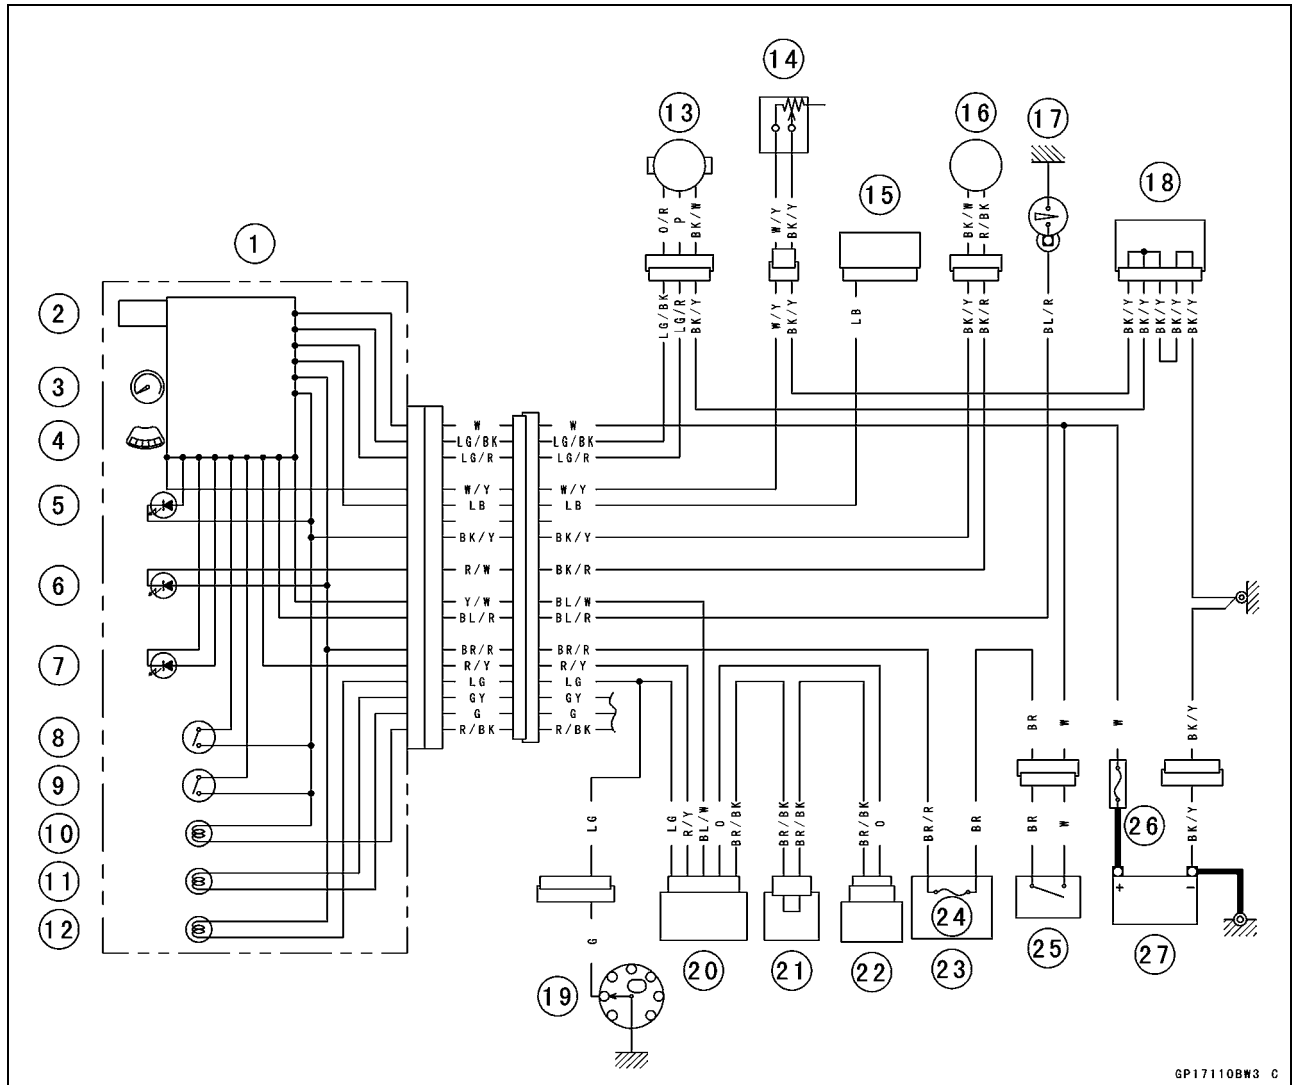 14
13
16
17
18
15
1
O/R
P
BK/W
W/Y
BK/Y
BK/W
R/BK
2
LG/BK
LG/R
BK/Y
W/Y
BK/Y
LB
BK/Y
BK/R
BL/R
BK/Y
BK/Y
BK/Y
BK/Y
BK/Y
3
4
W W
LG/BK LG/BK
LG/R LG/R
W/Y W/Y
5
LB LB
BK/Y BK/Y
R/W BK/R
6
Y/W BL/W
BL/R BL/R
BR/R BR/R
7
R/Y R/Y
LG LG
GY GY
G G
R/BK R/BK
8
BR
W
W
BK/Y
9
10
LG
LG
R/Y
BL/W
O
BR/BK
BR/BK
BR/BK
BR/BK
O
BR/R
BR
BR
W
26
BK/Y
11
+ −
24
12
G
20 21 22 23 25 27
19
GP17110BW3 C